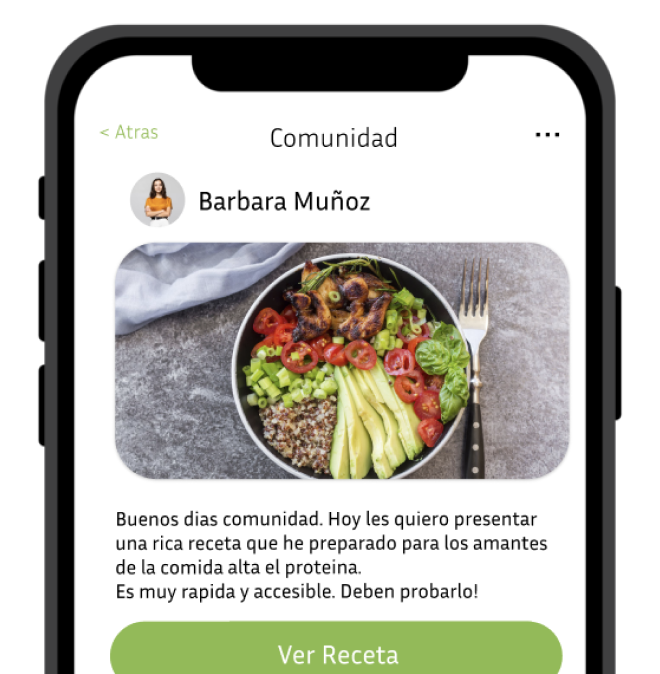 < Atras
Comunidad
...
Barbara Muñoz
Buenos dias comunidad. Hoy les quiero presentar
una rica receta que he preparado para los amantes
de la comida alta el proteina.
Es muy rapida y accesible. Deben probarlo!
Ver Receta